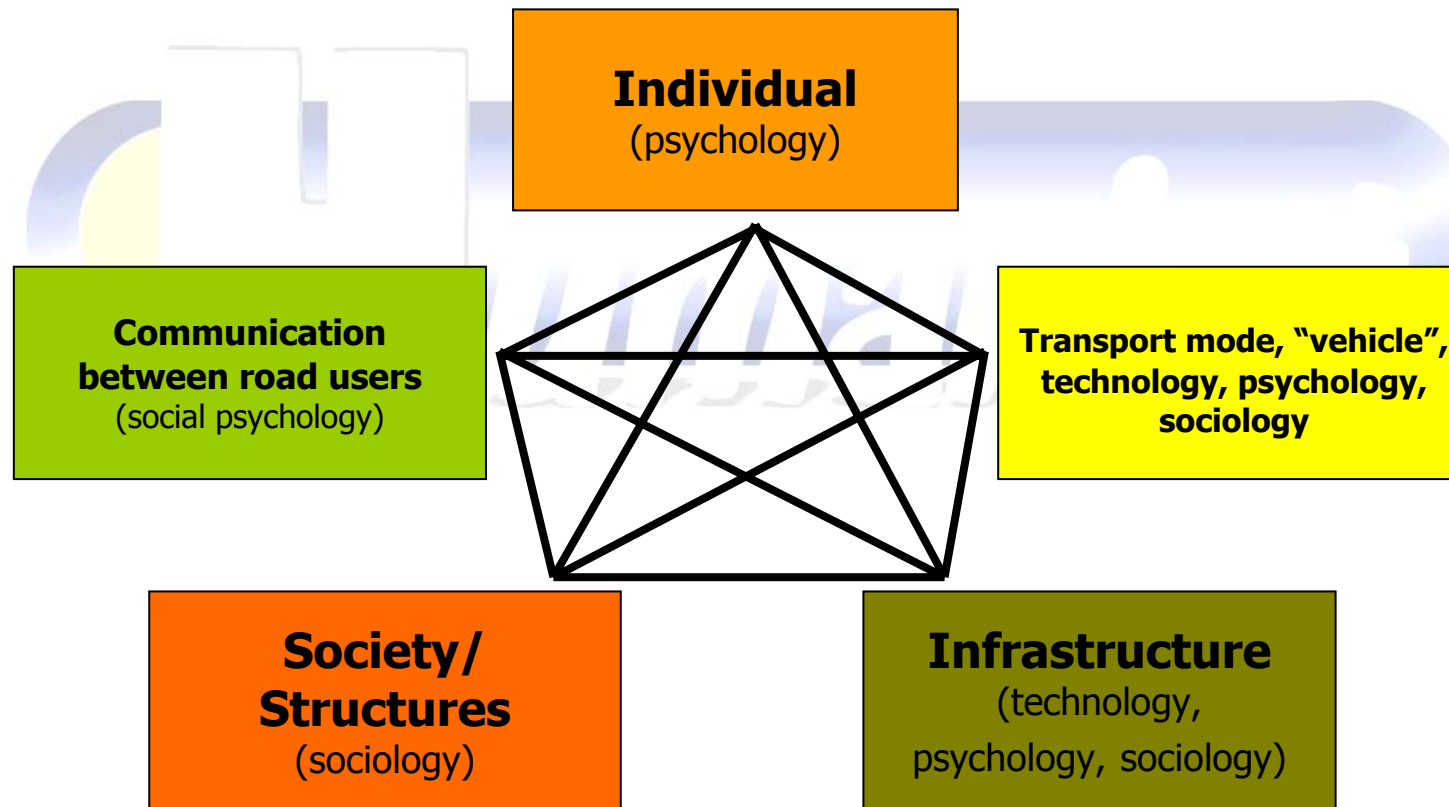 Individual
(psychology)
Communication
between road users
(social psychology)
Transport mode, “vehicle”,
technology, psychology,
sociology
Society/
Structures
(sociology)
Infrastructure
(technology,
psychology, sociology)